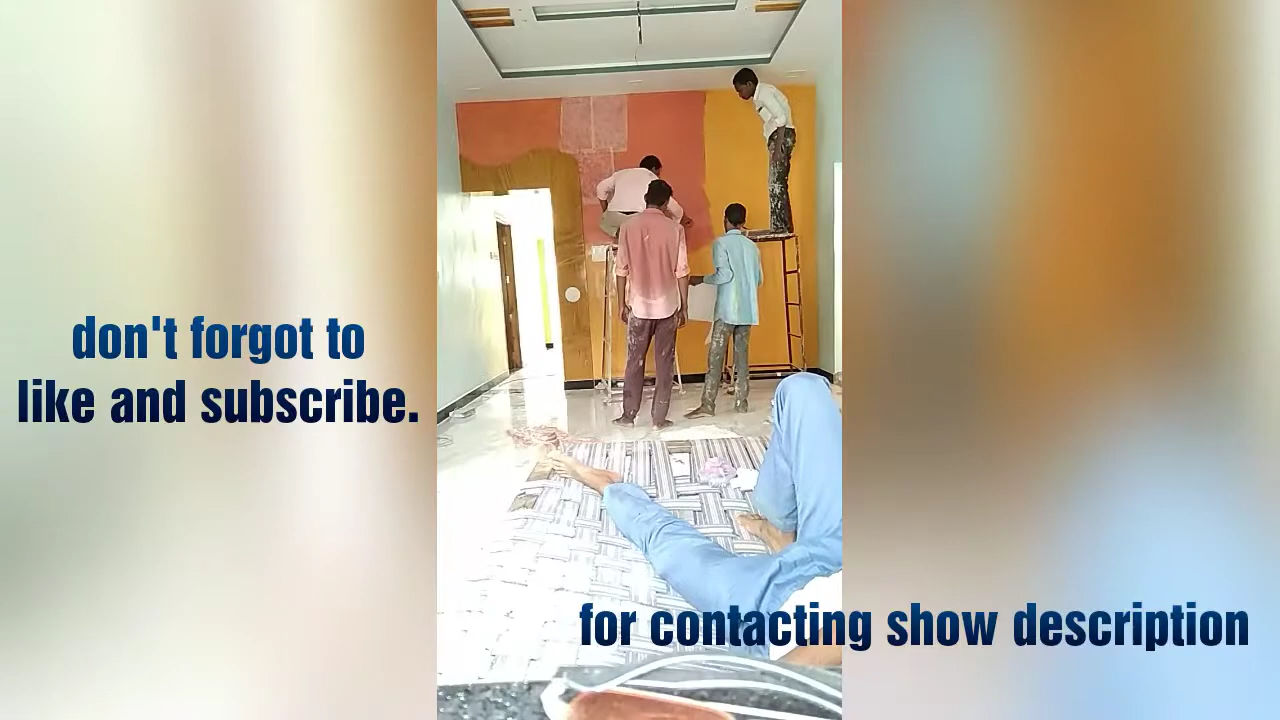 don't forgot to
like and subscribe.
for contacting show description